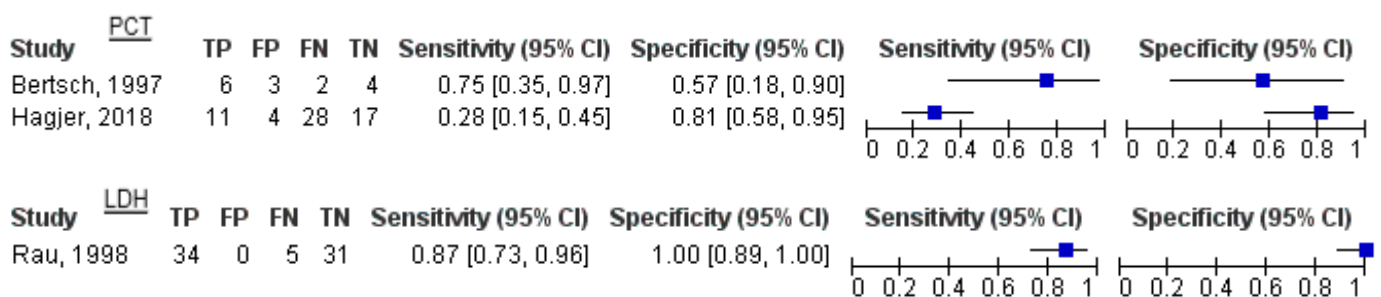 PCT
Study TP FP FN TN Sensitivity (95% CI) Specificity (95% CI) Sensitivity (95% CI) Specificity (95% CI)
Bertsch, 1997 6 3 2 4 0.75 [0.35, 0.97] 0.57 [0.18, 0.90]
Hagjer, 2018 11 4 28 17 0.28 [0.15, 0.45] 0.81 [0.58, 0.95]
0 0.2 0.4 0.6 0.8 1 0 0.2 0.4 0.6 0.8 1
LDH
Study TP FP FN TN Sensitivity (95% CI) Specificity (95% CI) Sensitivity (95% CI) Specificity (95% CI)
Rau, 1998 34 0 5 31 0.87 [0.73, 0.96] 1.00 [0.89, 1.00]
0 0.2 0.4 0.6 0.8 1 0 0.2 0.4 0.6 0.8 1